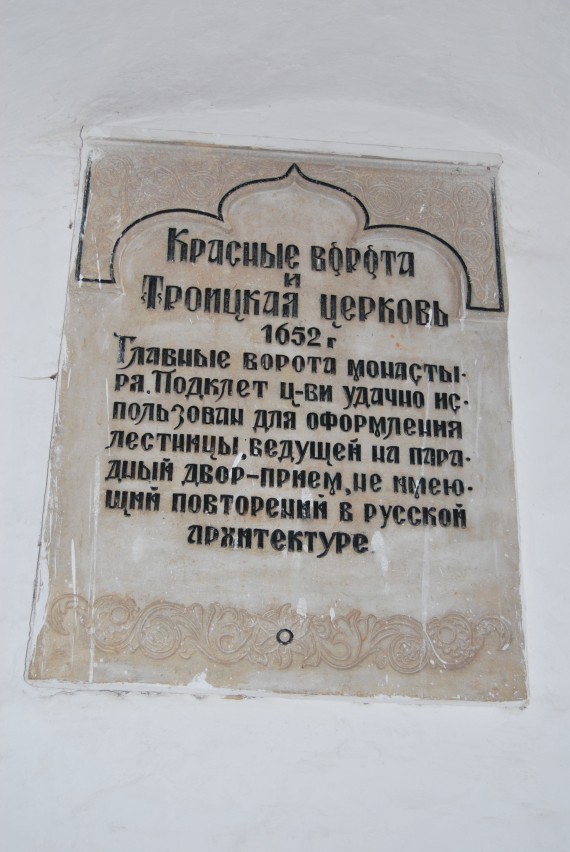 Красные ворота
и
Троицкая церковь
1652 г
Главные ворота монасты-
ря. Подклет ц-ви удачно ис-
пользован для оформления
лестницы, ведущей на пара-
дный двор-прием, не имею-
щий повторений в русской
архитектуре